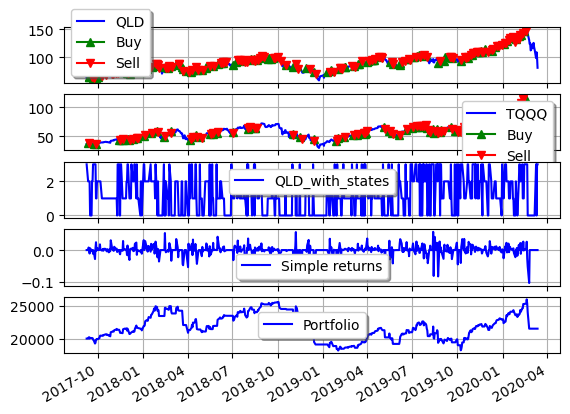 150
100
QLD
Buy
Sell
100
50
TQQQ
Buy
Sell
2
0
QLD_with_states
0.0
−0.1
Simple returns
25000
20000
Portfolio
2017-10
2018-01
2018-04
2018-07
2018-10
2019-01
2019-04
2019-07
2019-10
2020-01
2020-04